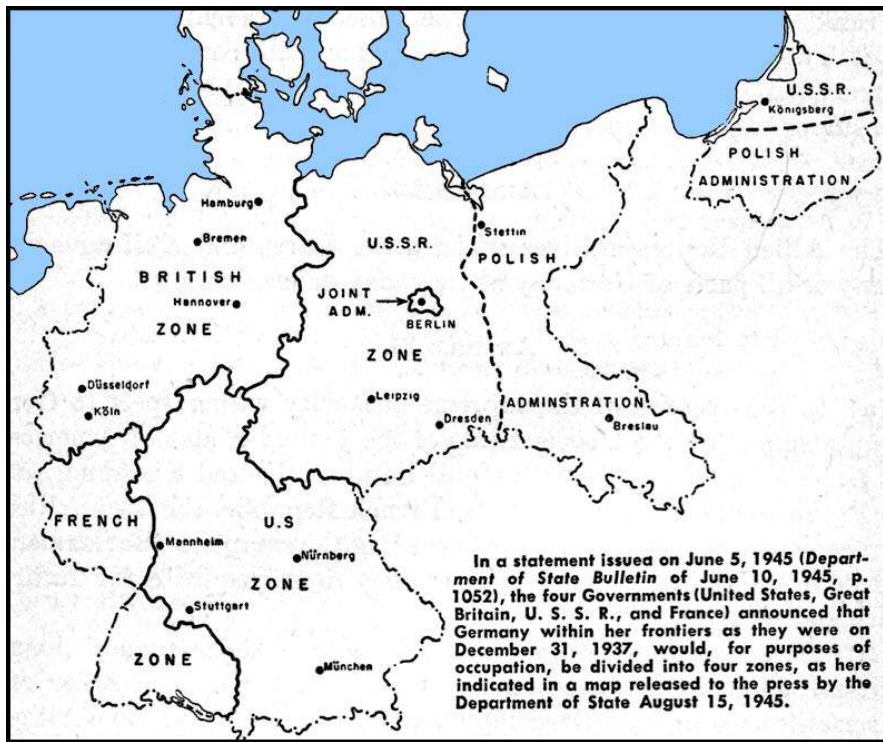 U.S.S.R.
Königsberg
POLISH
ADMINISTRATION
Hamburg
Bremen
BRITISH
Hannover
ZONE
Düsseldorf
Köln
U.S.S.R.
JOINT
ADM.
BERLIN
ZONE
Leipzig
Dresden
Stettin
POLISH
ADMINSTRATION
Breslau
FRENCH
ZONE
U.S
Mannheim
Nürnberg
ZONE
Stuttgart
München
In a statement issued on June 5, 1945 (Depart-
ment of State Bulletin of June 10, 1945, p.
1052), the four Governments (United States, Great
Britain, U. S. S. R., and France) announced that
Germany within her frontiers as they were on
December 31, 1937, would, for purposes of
occupation, be divided into four zones, as here
indicated in a map released to the press by the
Department of State August 15, 1945.